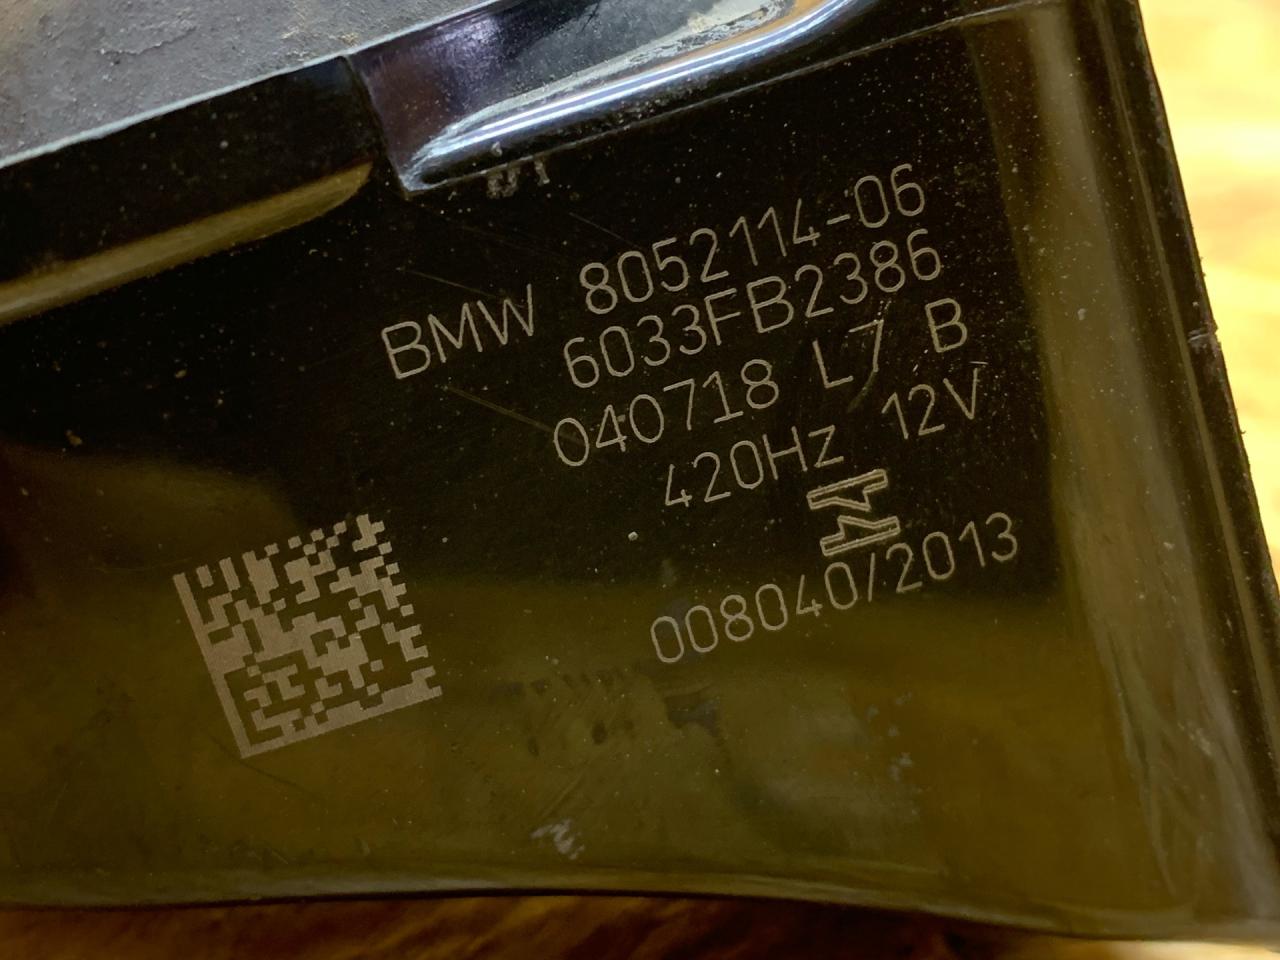 BMW 8052114-06
6033FB2386
040718 L7 B
420Hz 12V
008040/2013